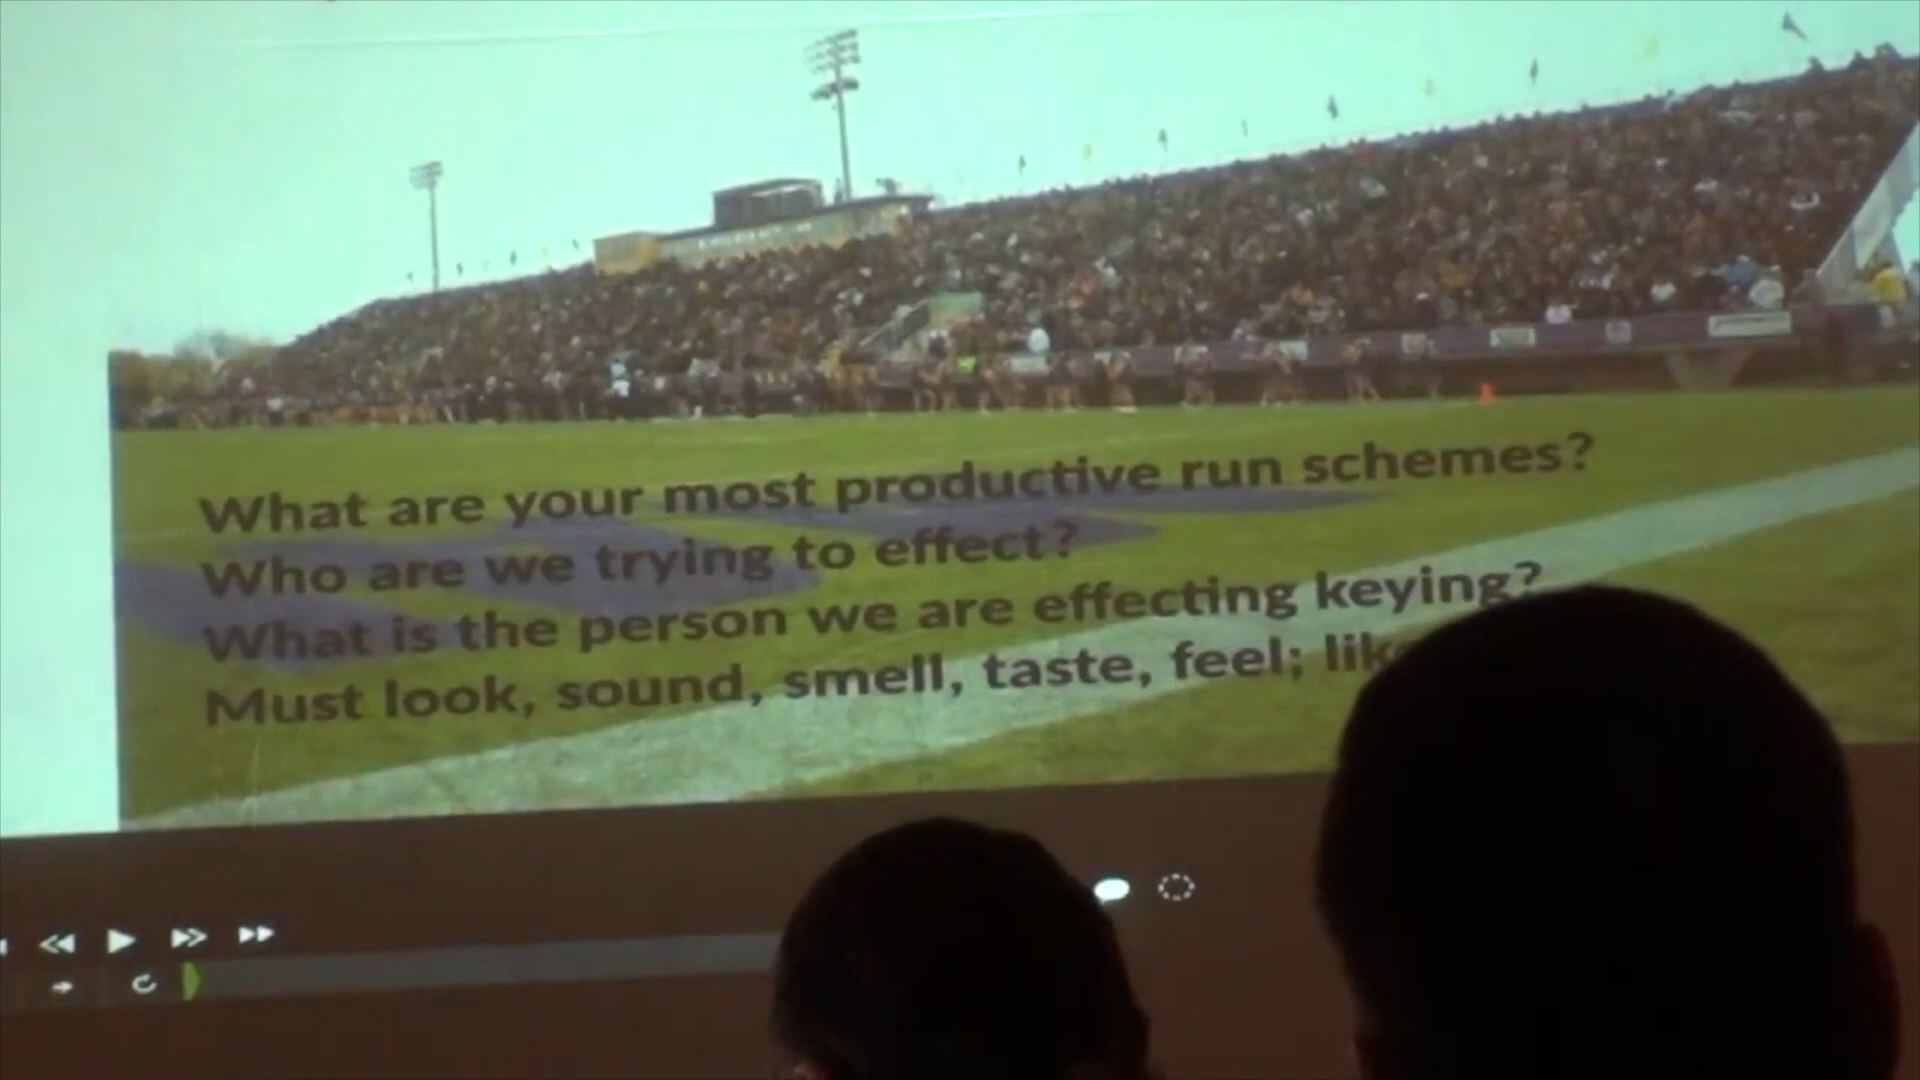 What are your most productive run schemes?
Who are we trying to effect?
What is the person we are effecting keying?
Must look, sound, smell, taste, feel;